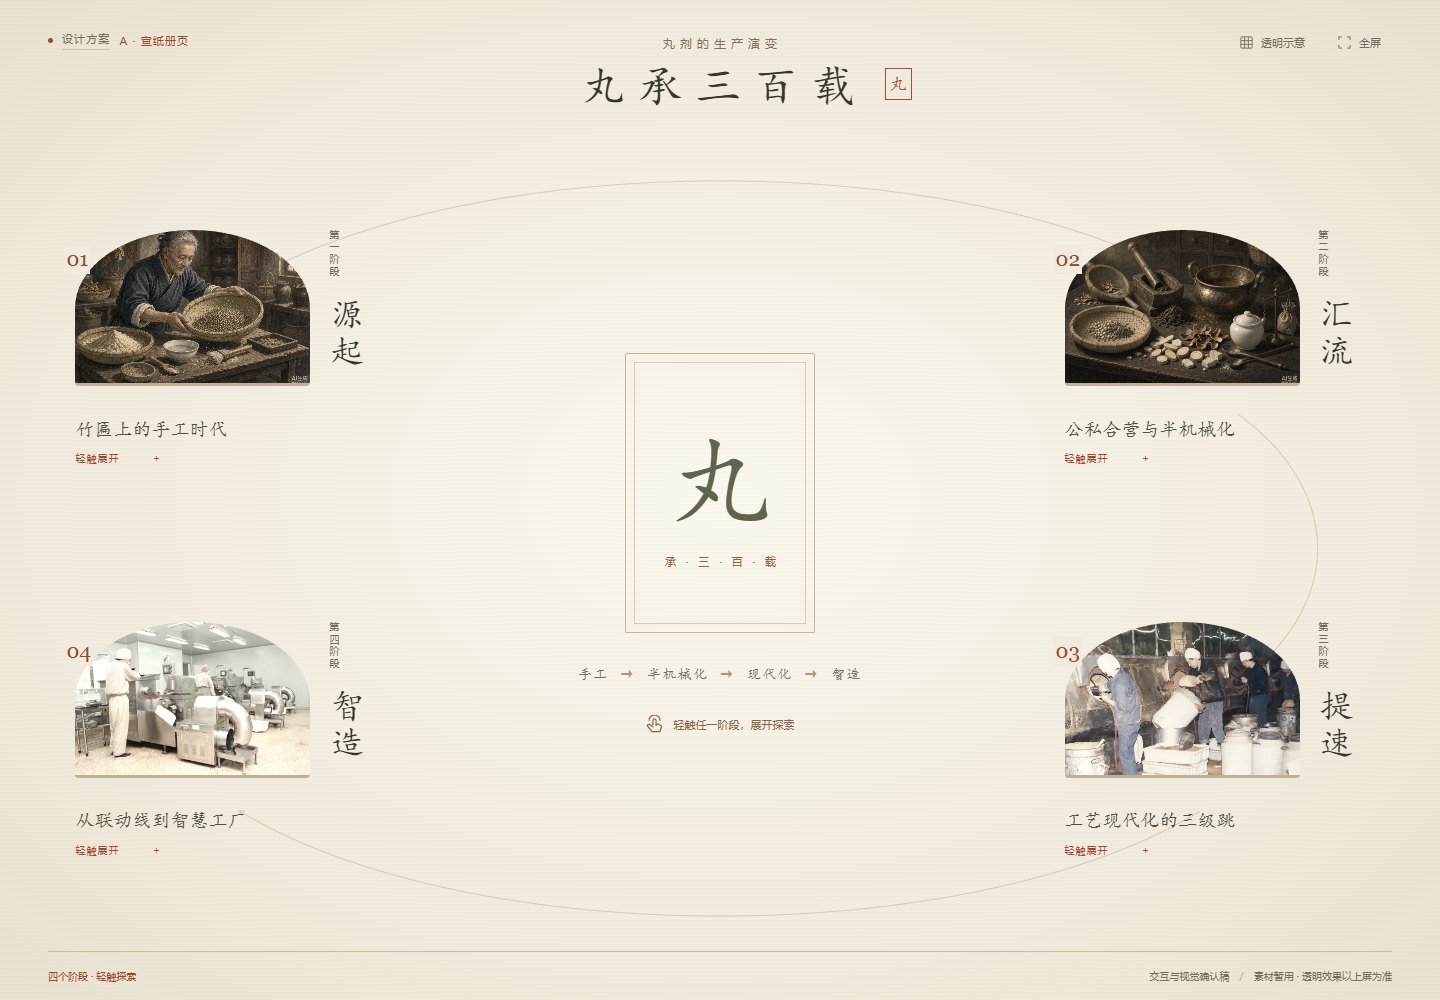 设计方案 A · 宣纸册页
丸剂的生产演变
丸承三百载 丸
透明示意 全屏
01
第一阶段
源起
竹匾上的手工时代
轻触展开 +
02
第二阶段
汇流
公私合营与半机械化
轻触展开 +
丸
承 · 三 · 百 · 载
手工 → 半机械化 → 现代化 → 智造
轻触任一阶段，展开探索
04
第四阶段
智造
从联动线到智慧工厂
轻触展开 +
03
第三阶段
提速
工艺现代化的三级跳
轻触展开 +
四个阶段 · 轻触探索
交互与视觉确认稿 / 素材暂用 · 透明效果以上屏为准